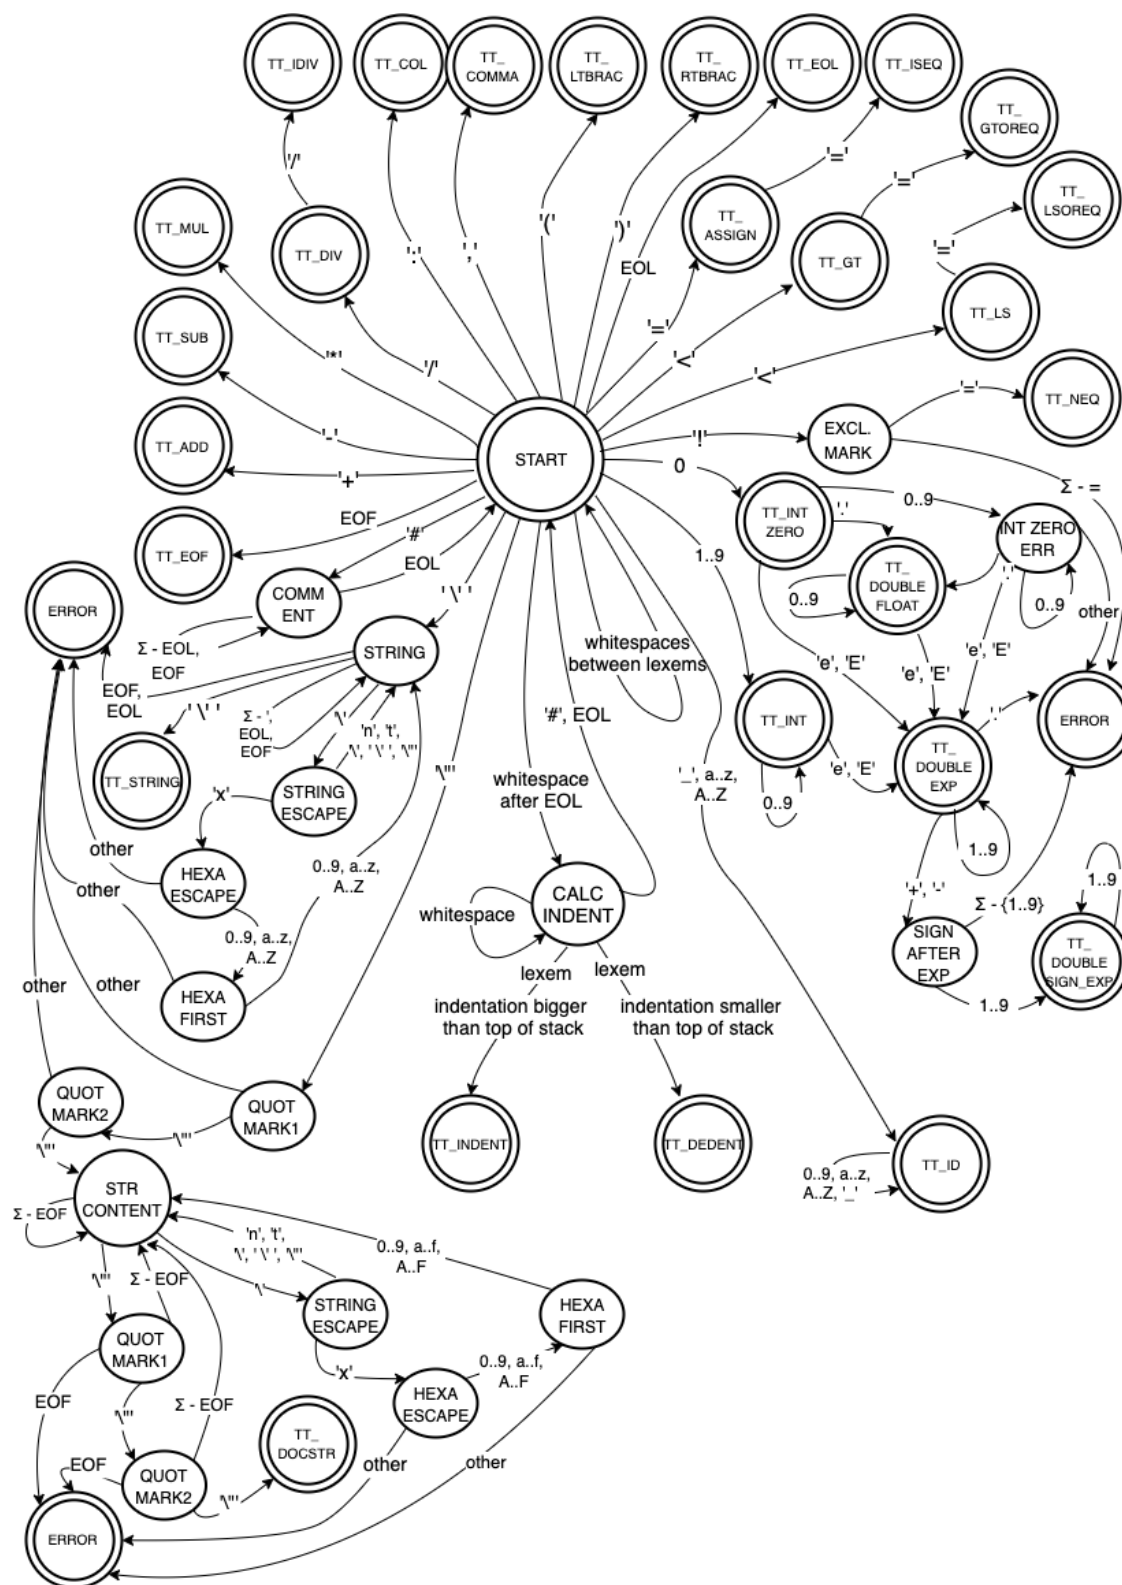 TT_IDIV
TT_COL
TT_
COMMA
TT_
LTBRAC
TT_
RTBRAC
TT_EOL
TT_ISEQ
TT_
GTOREQ
TT_
LSOREQ
'/'
'='
'='
'='
TT_MUL
TT_DIV
':'
','
'('
')'
EOL
TT_
ASSIGN
TT_GT
TT_LS
TT_SUB
'*'
'/'
'='
'<'
'<'
TT_NEQ
'='
TT_ADD
'-'
'+'
START
'!'
0
EXCL.
MARK
Σ - =
TT_EOF
EOF
'#'
EOL
1..9
TT_INT
ZERO
0..9
'.'
INT ZERO
ERR
'.'
0..9
other
TT_
DOUBLE
FLOAT
0..9
ERROR
COMM
ENT
Σ - EOL,
EOF
' \' '
STRING
whitespaces
between lexems
'e', 'E'
'e', 'E'
'e', 'E'
EOF,
EOL
' \' '
Σ - ',
EOL,
EOF
'\'
'n', 't',
'\', ' \' ', '\"'
'#', EOL
TT_INT
0..9
'e', 'E'
TT_
DOUBLE
EXP
'.'
ERROR
TT_STRING
STRING
ESCAPE
'x'
'\"'
whitespace
after EOL
'_', a..z,
A..Z
1..9
other
HEXA
ESCAPE
0..9, a..z,
A..Z
other
0..9, a..z,
A..Z
whitespace
CALC
INDENT
'+', '-'
Σ - {1..9}
1..9
SIGN
AFTER
EXP
TT_
DOUBLE
SIGN_EXP
1..9
other
other
HEXA
FIRST
lexem
indentation bigger
than top of stack
lexem
indentation smaller
than top of stack
QUOT
MARK2
QUOT
MARK1
'\"'
'\"'
TT_INDENT
TT_DEDENT
TT_ID
0..9, a..z,
A..Z, '_'
STR
CONTENT
Σ - EOF
'n', 't',
'\', ' \' ', '\"'
0..9, a..f,
A..F
'\"'
Σ - EOF
'\'
STRING
ESCAPE
HEXA
FIRST
QUOT
MARK1
'x'
0..9, a..f,
A..F
HEXA
ESCAPE
EOF
'\"'
Σ - EOF
TT_
DOCSTR
other
other
EOF
QUOT
MARK2
'\"'
ERROR